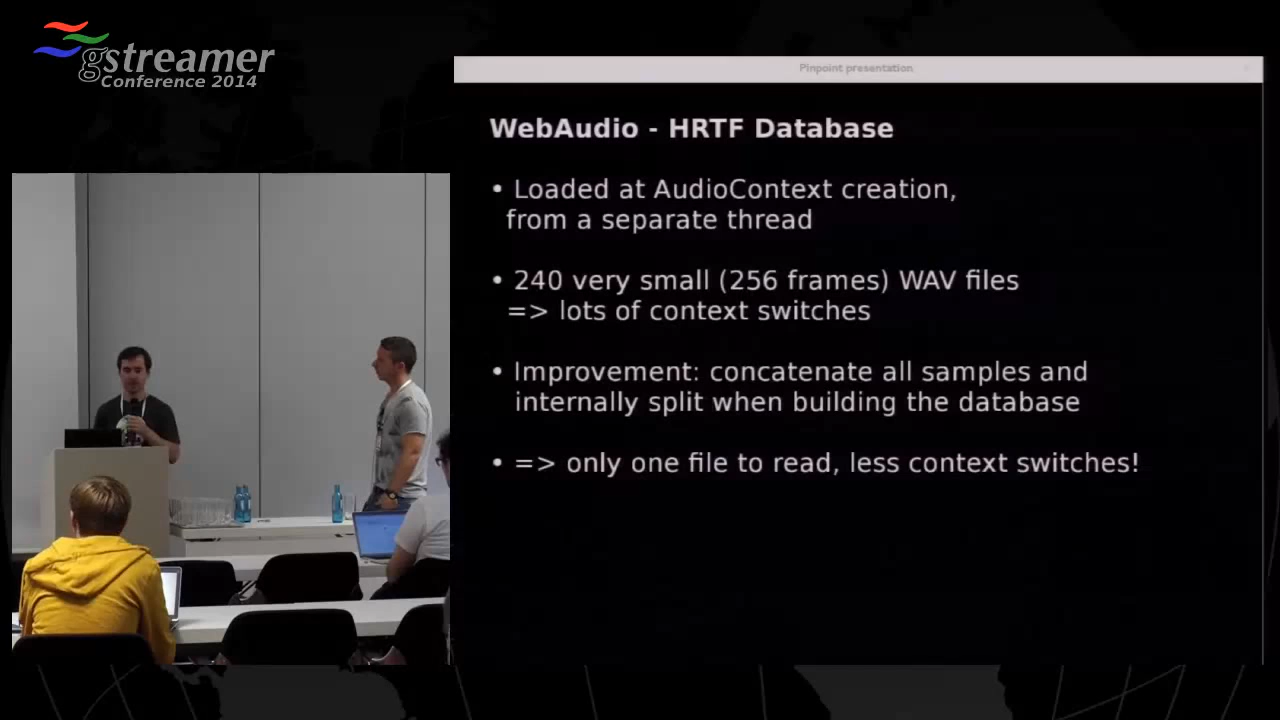 gstreamer
Conference 2014
Pinpoint presentation
WebAudio - HRTF Database
• Loaded at AudioContext creation,
from a separate thread
• 240 very small (256 frames) WAV files
=> lots of context switches
• Improvement: concatenate all samples and
internally split when building the database
• => only one file to read, less context switches!